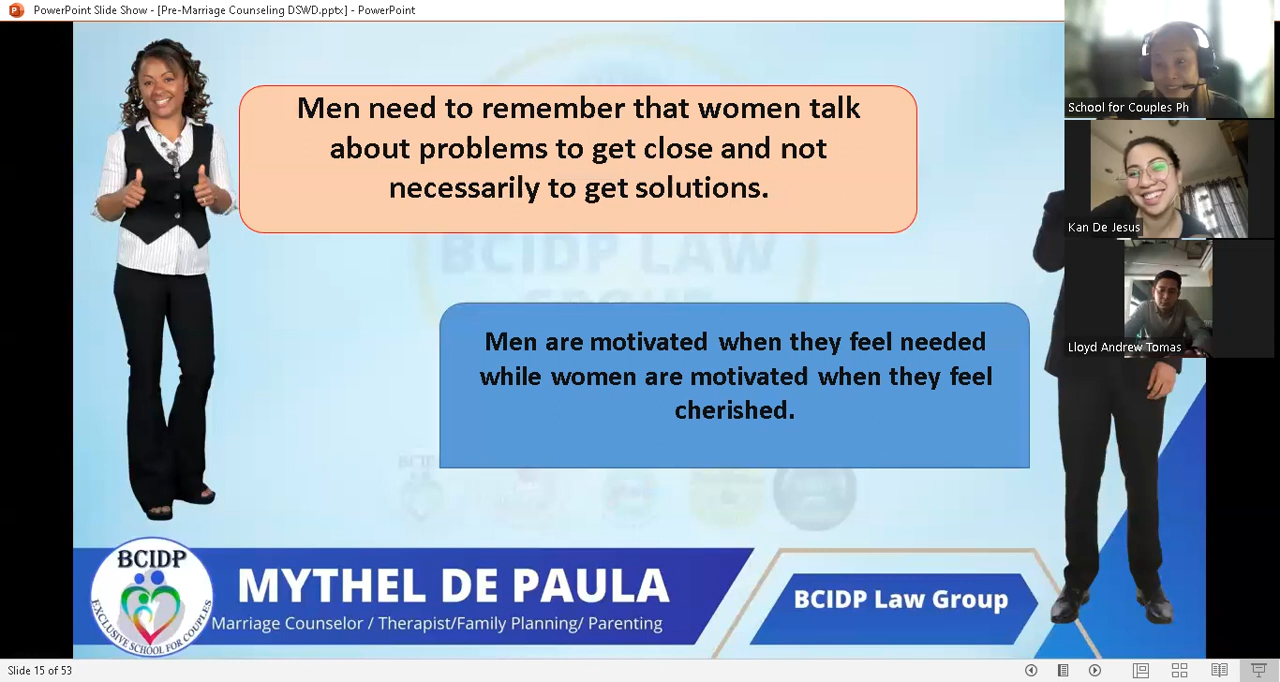 PowerPoint Slide Show - [Pre-Marriage Counseling DSWD.pptx] - PowerPoint
Men need to remember that women talk
about problems to get close and not
necessarily to get solutions.
School for Couples Ph
Kan De Jesus
BCIDP LAW
GROUP
Men are motivated when they feel needed
while women are motivated when they feel
cherished.
Lloyd Andrew Tomas
BCIDP
EXCLUSIVE SCHOOL FOR COUPLES
MYTHEL DE PAULA
Marriage Counselor / Therapist/Family Planning/ Parenting
BCIDP Law Group
Slide 15 of 53